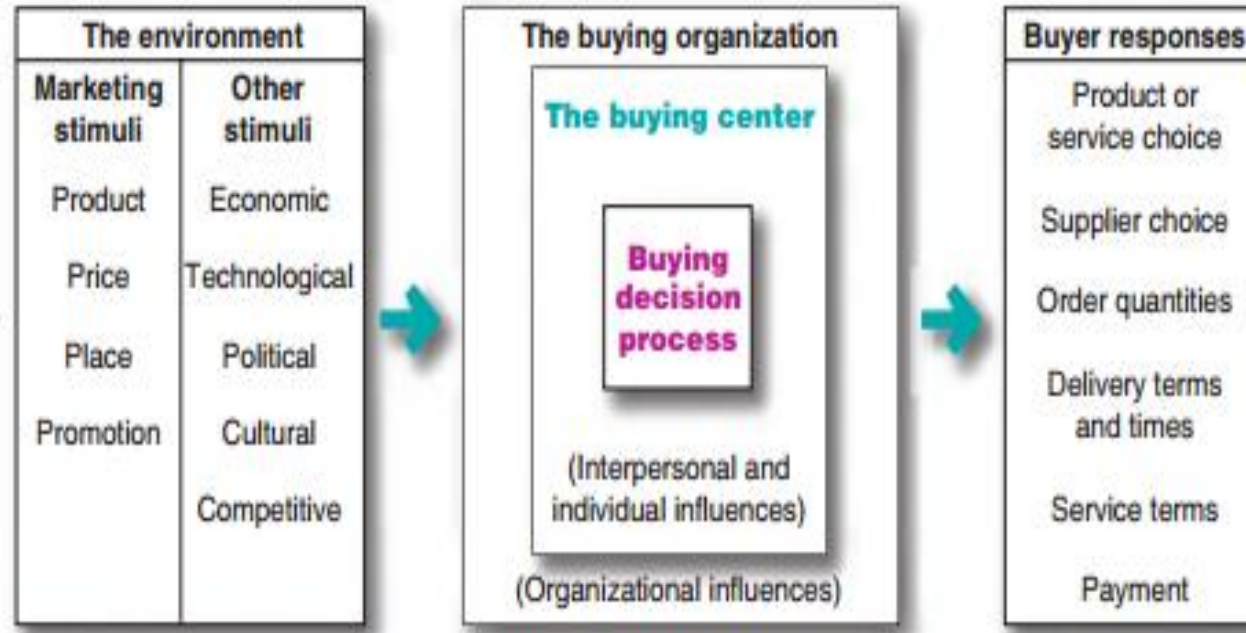 The environment
Marketing
stimuli
Product
Price
Place
Promotion
Other
stimuli
Economic
Technological
Political
Cultural
Competitive
The buying organization
The buying center
Buying
decision
process
(Interpersonal and
individual influences)
(Organizational influences)
Buyer responses
Product or
service choice
Supplier choice
Order quantities
Delivery terms
and times
Service terms
Payment